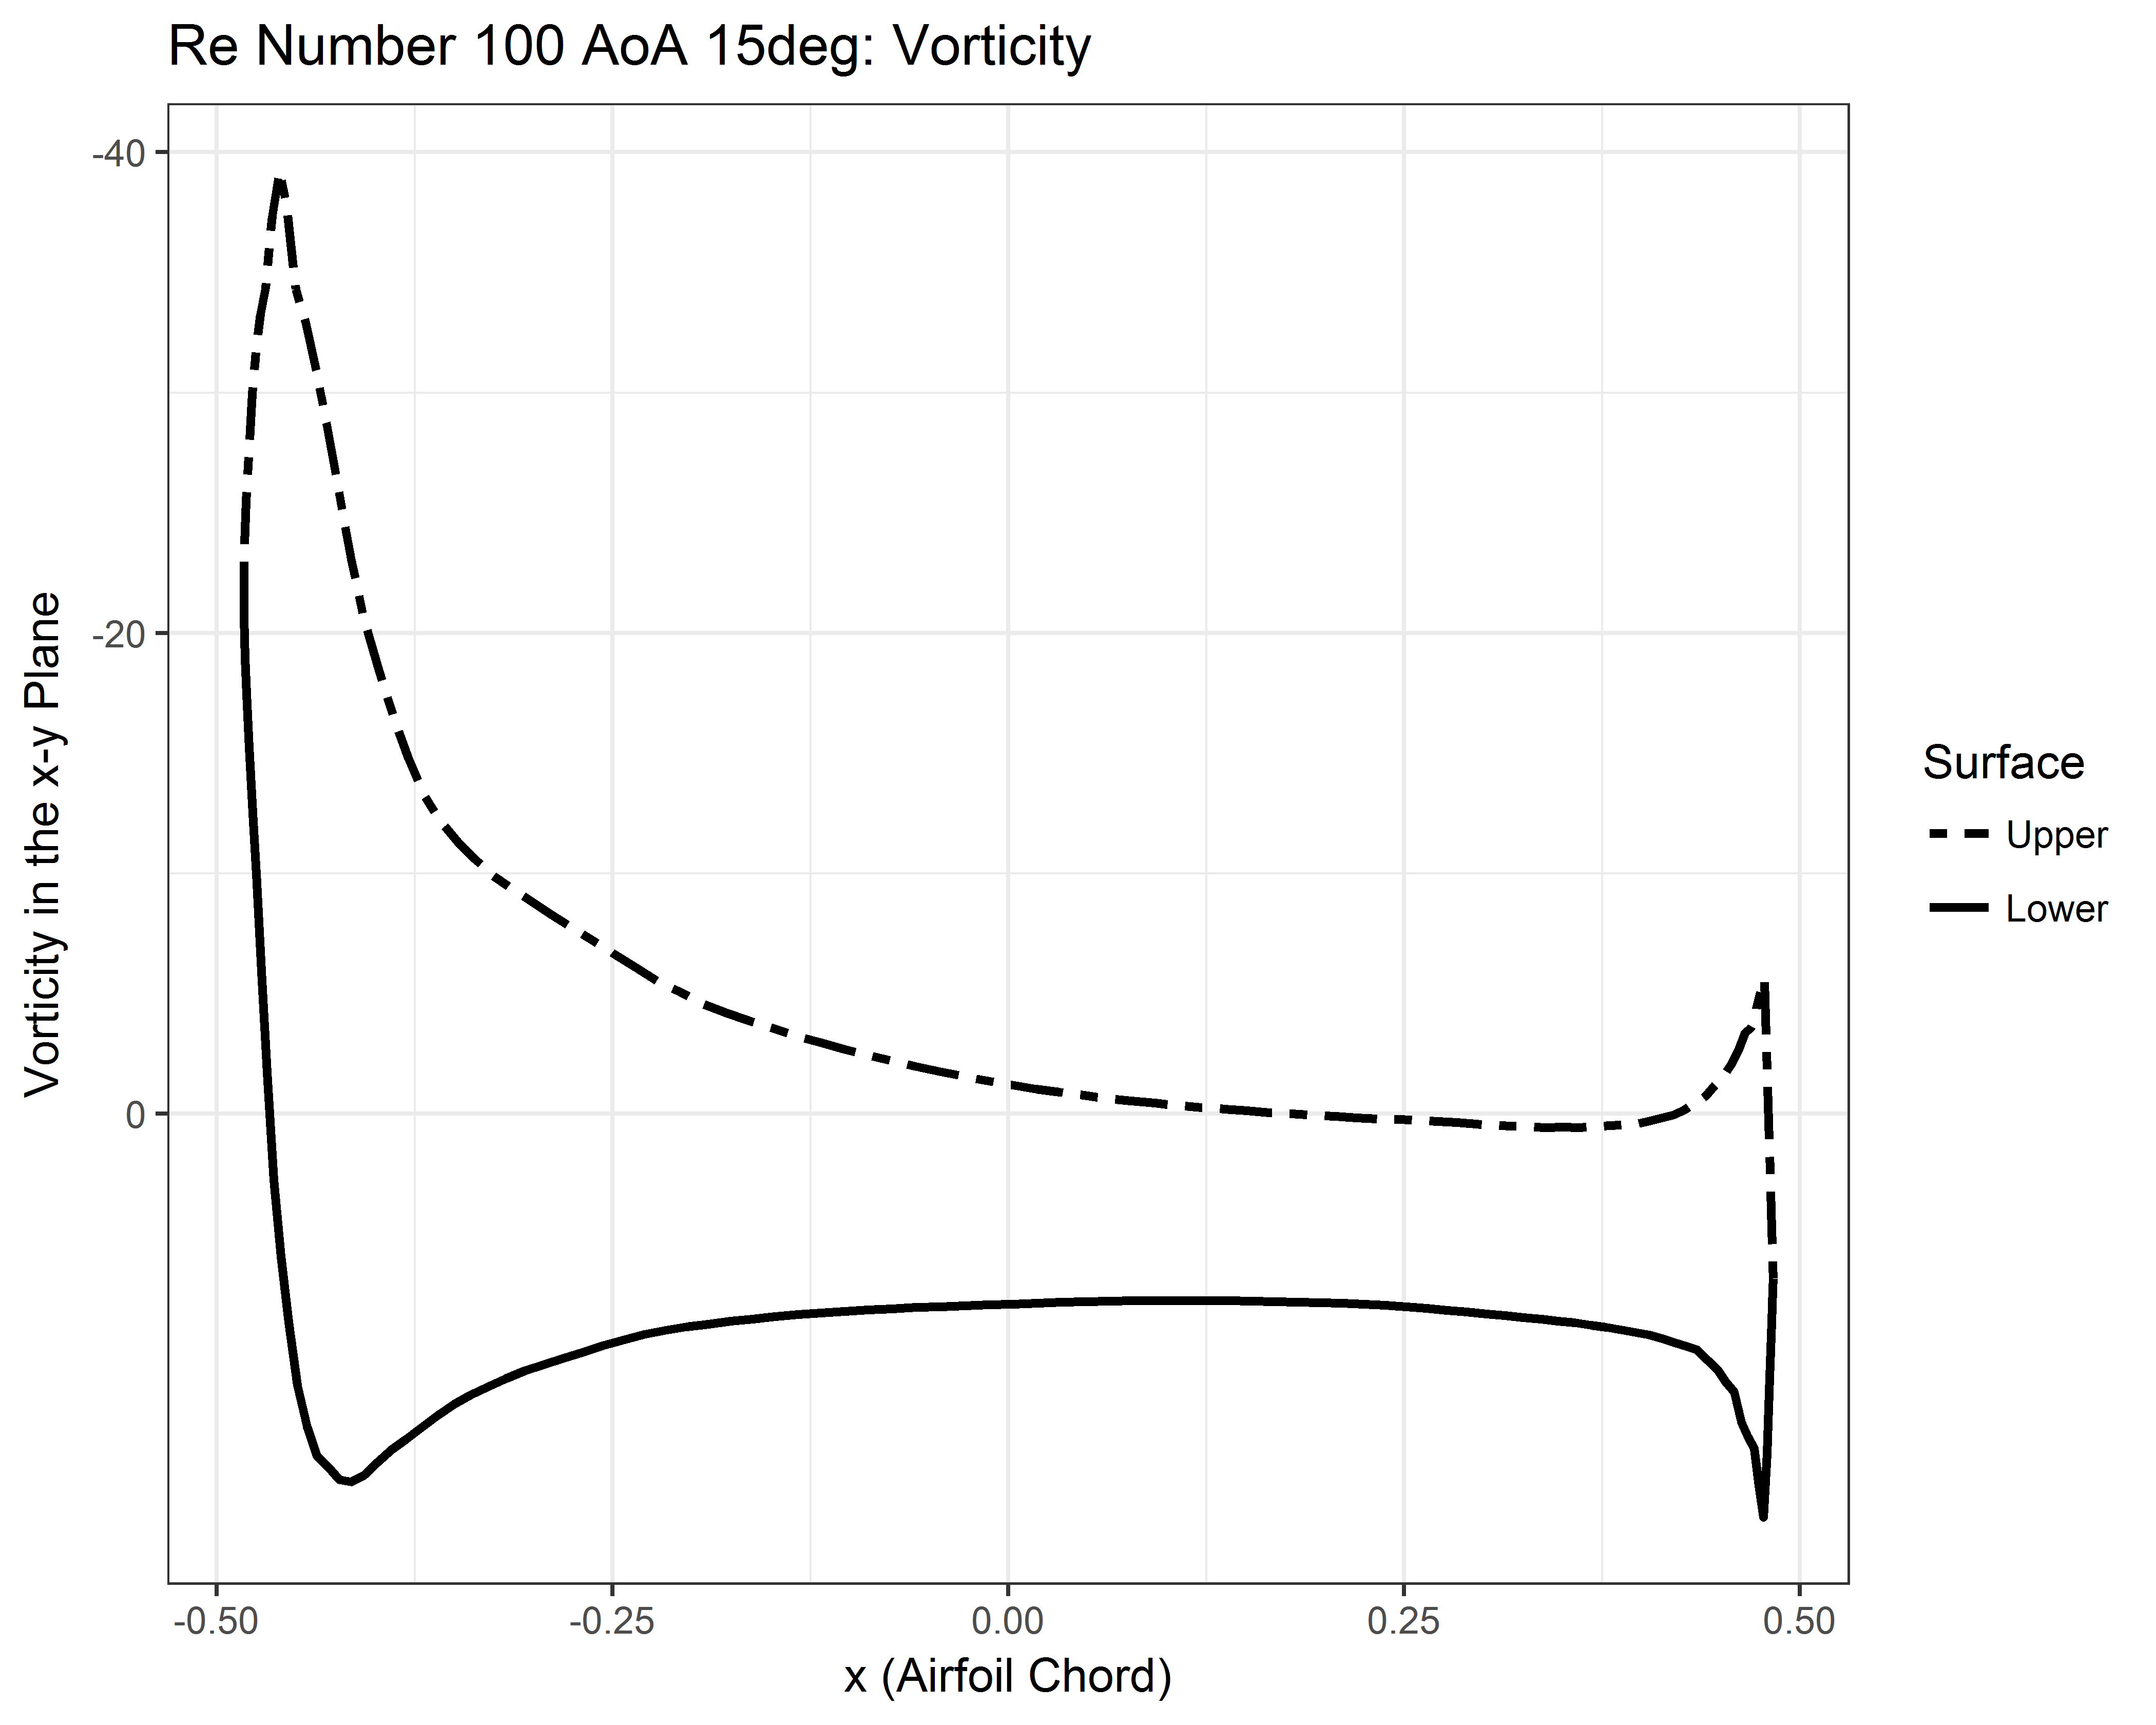 Re Number 100 AoA 15deg: Vorticity
Vorticity in the x-y Plane
-40
-20
0
-0.50
-0.25
0.00
0.25
0.50
x (Airfoil Chord)
Surface
Upper
Lower